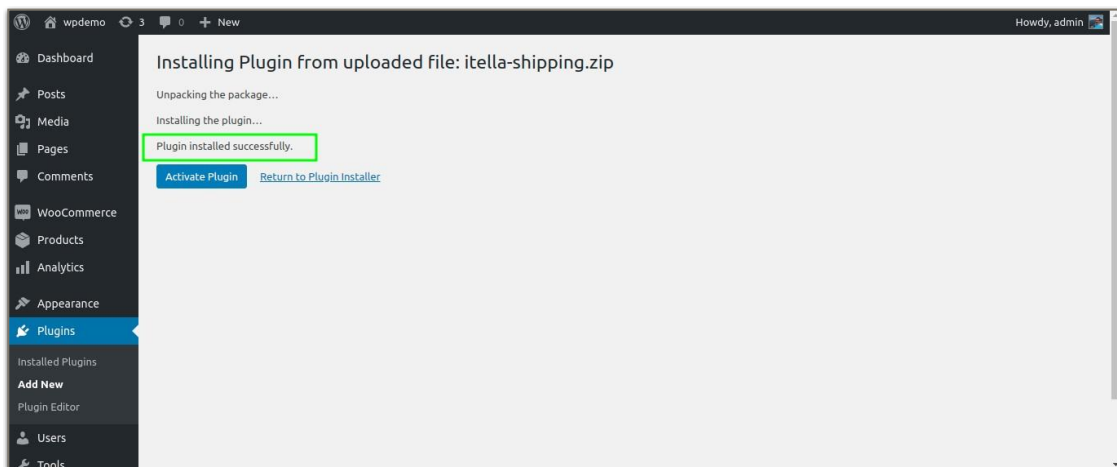 wpdemo 3 0 + New Howdy, admin
Dashboard
Posts
Media
Pages
Comments
WooCommerce
Products
Analytics
Appearance
Plugins
Installed Plugins
Add New
Plugin Editor
Users
Tools
Installing Plugin from uploaded file: itella-shipping.zip
Unpacking the package…
Installing the plugin…
Plugin installed successfully.
Activate Plugin Return to Plugin Installer